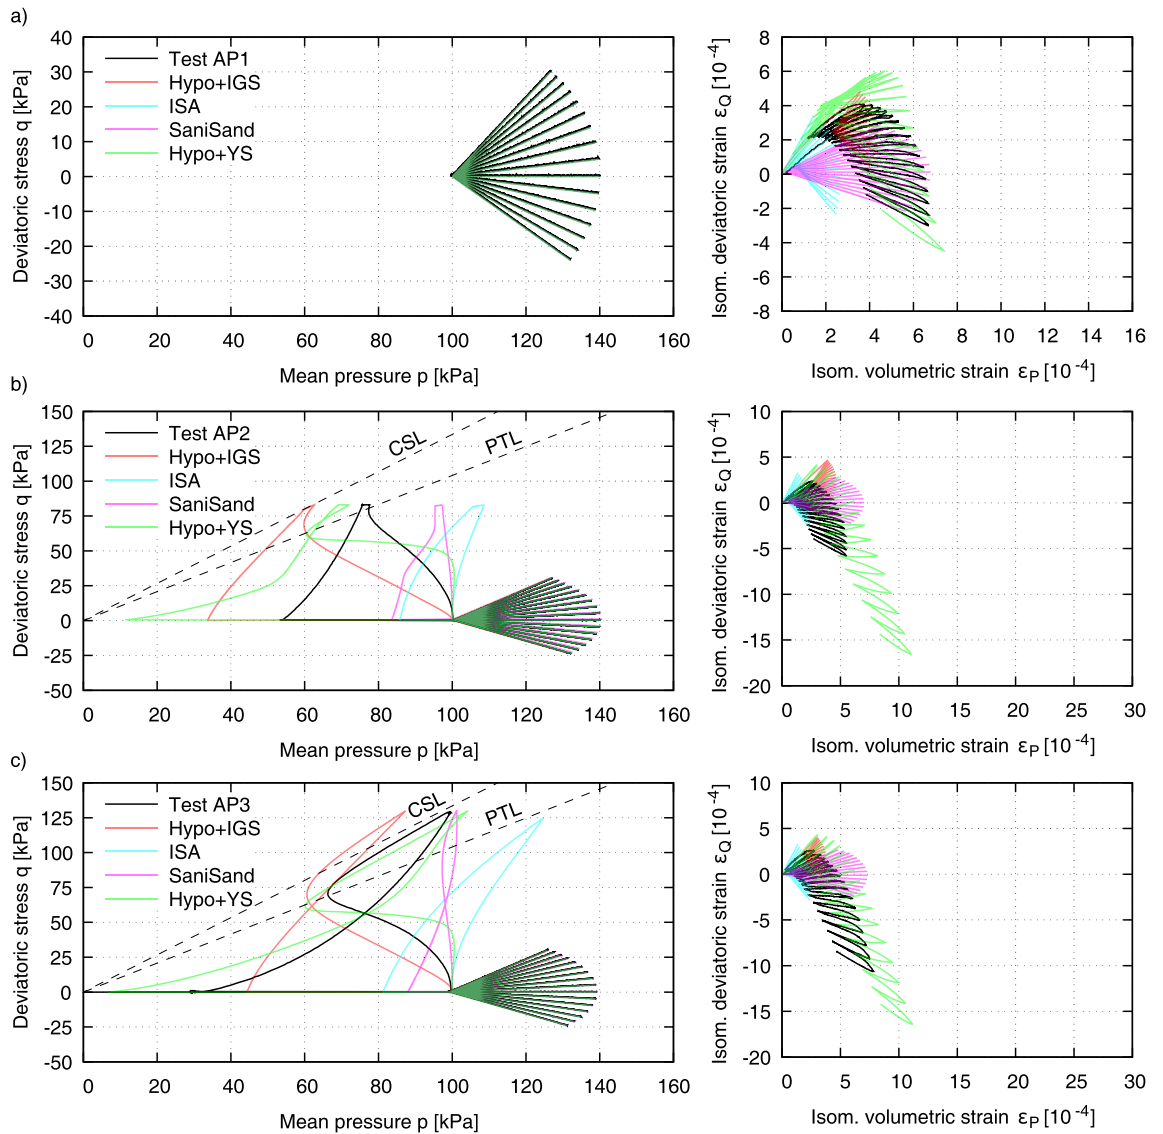 a)
40
30
20
10
0
-10
-20
-30
-40
Deviatoric stress q [kPa]
Test AP1
Hypo+IGS
ISA
SaniSand
Hypo+YS
0 20 40 60 80 100 120 140 160
Mean pressure p [kPa]
8
6
4
2
0
-2
-4
-6
-8
Isom. deviatoric strain εQ [10-4]
0 2 4 6 8 10 12 14 16
Isom. volumetric strain εP [10-4]
b)
150
125
100
75
50
25
0
-25
-50
Deviatoric stress q [kPa]
Test AP2
Hypo+IGS
ISA
SaniSand
Hypo+YS
CSL
PTL
0 20 40 60 80 100 120 140 160
Mean pressure p [kPa]
10
5
0
-5
-10
-15
-20
Isom. deviatoric strain εQ [10-4]
0 5 10 15 20 25 30
Isom. volumetric strain εP [10-4]
c)
150
125
100
75
50
25
0
-25
-50
Deviatoric stress q [kPa]
Test AP3
Hypo+IGS
ISA
SaniSand
Hypo+YS
CSL
PTL
0 20 40 60 80 100 120 140 160
Mean pressure p [kPa]
10
5
0
-5
-10
-15
-20
Isom. deviatoric strain εQ [10-4]
0 5 10 15 20 25 30
Isom. volumetric strain εP [10-4]